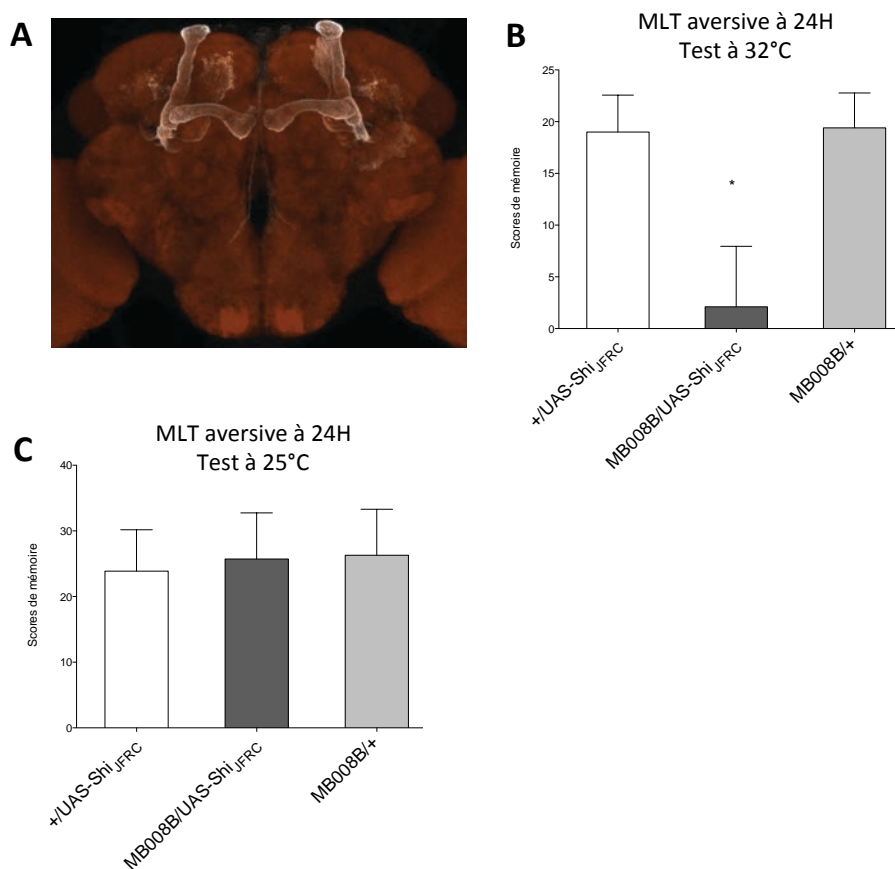 A
B
MLT aversive à 24H
Test à 32°C
Scores de mémoire
25
20
15
10
5
0
*
+/UAS-Shi JFRC
MB008B/UAS-Shi JFRC
MB008B/+
C
MLT aversive à 24H
Test à 25°C
Scores de mémoire
40
30
20
10
0
+/UAS-Shi JFRC
MB008B/UAS-Shi JFRC
MB008B/+